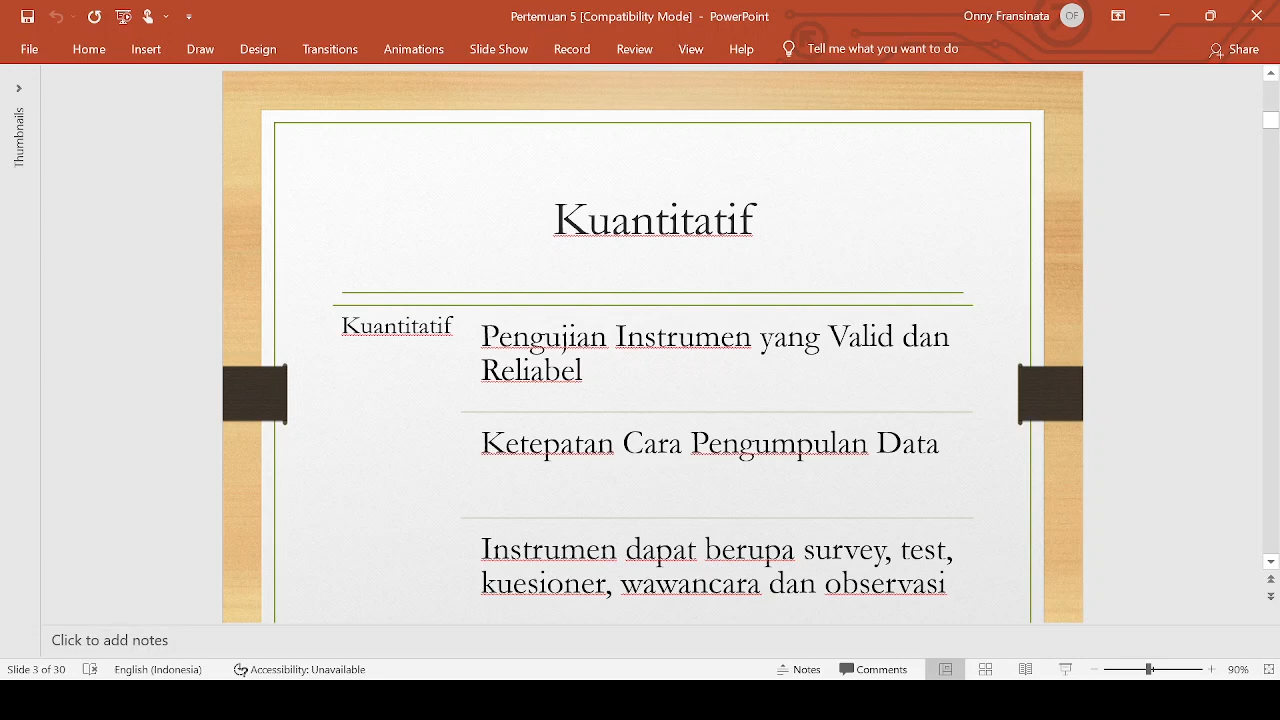 Pertemuan 5 [Compatibility Mode] - PowerPoint
Onny Fransinata
OF
File Home Insert Draw Design Transitions Animations Slide Show Record Review View Help Tell me what you want to do Share
Thumbnails
Kuantitatif
Kuantitatif
Pengujian Instrumen yang Valid dan
Reliabel
Ketepatan Cara Pengumpulan Data
Instrumen dapat berupa survey, test,
kuesioner, wawancara dan observasi
Click to add notes
Slide 3 of 30 English (Indonesia) Accessibility: Unavailable Notes Comments 90%